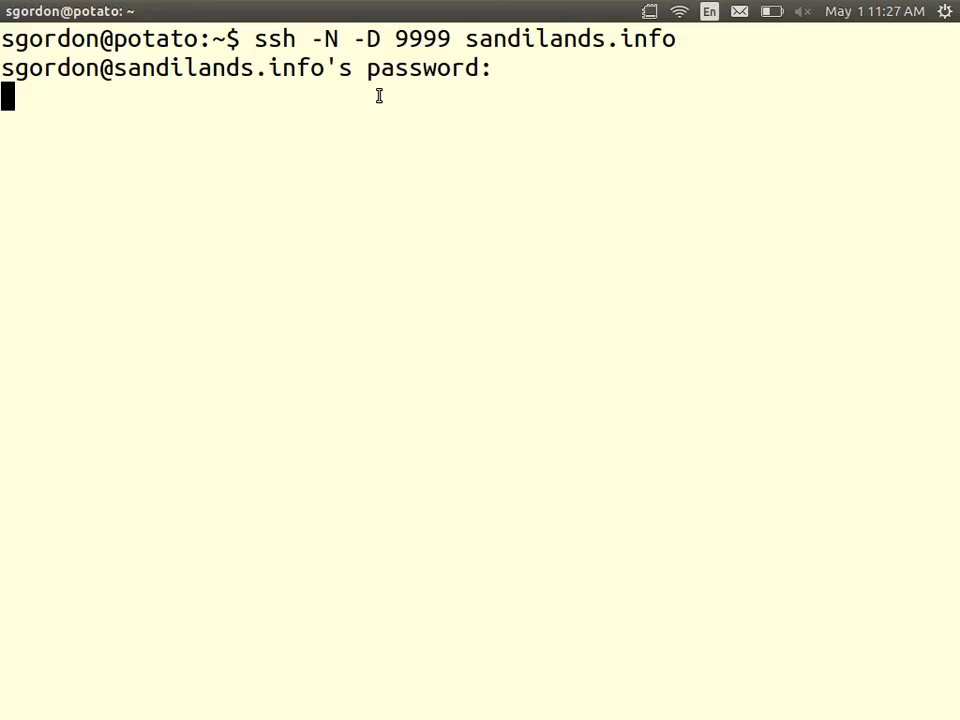 sgordon@potato: ~ En May 1 11:27 AM
sgordon@potato:~$ ssh -N -D 9999 sandilands.info
sgordon@sandilands.info's password: